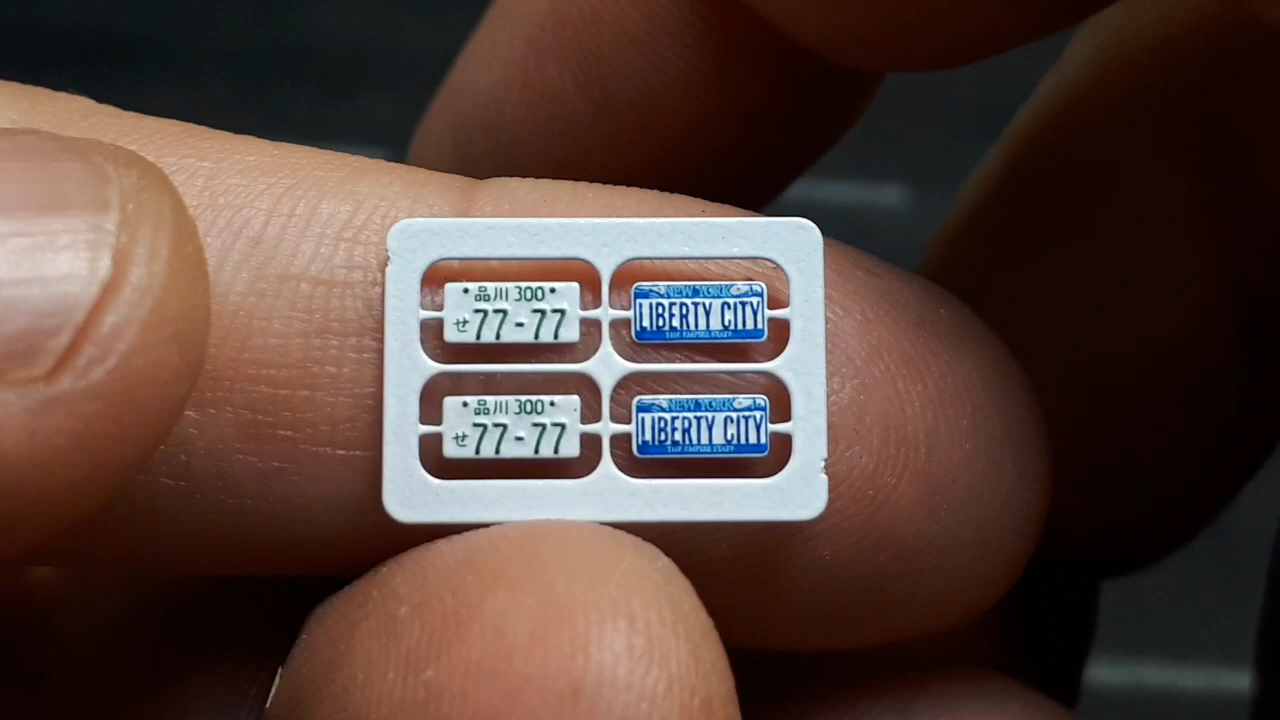 品川 300
せ 77-77
NEW YORK
LIBERTY CITY
THE EMPIRE STATE
品川 300
せ 77-77
NEW YORK
LIBERTY CITY
THE EMPIRE STATE